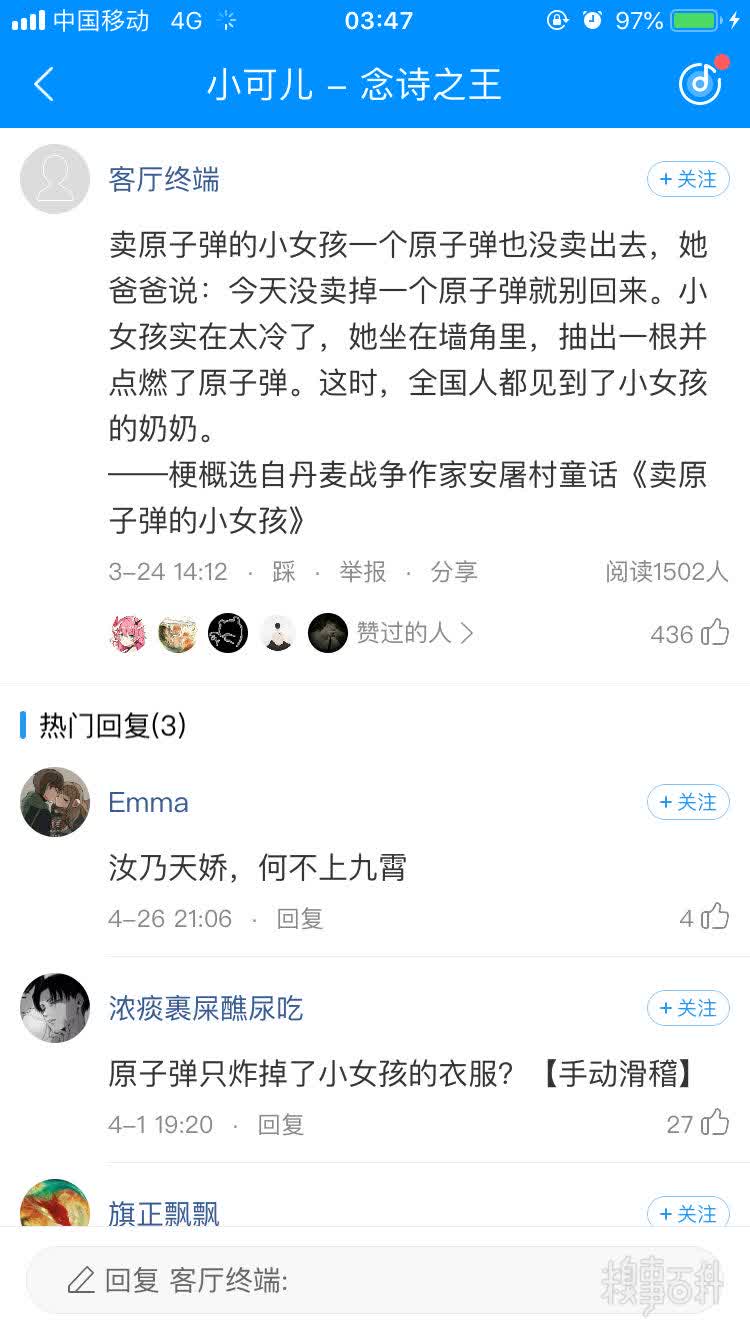 中国移动 4G 03:47 97%
小可儿 – 念诗之王
客厅终端 + 关注
卖原子弹的小女孩一个原子弹也没卖出去，她
爸爸说：今天没卖掉一个原子弹就别回来。小
女孩实在太冷了，她坐在墙角里，抽出一根并
点燃了原子弹。这时，全国人都见到了小女孩
的奶奶。
——梗概选自丹麦战争作家安屠村童话《卖原
子弹的小女孩》
3–24 14:12 · 踩 · 举报 · 分享 阅读1502人
赞过的人 436
热门回复(3)
Emma + 关注
汝乃天娇，何不上九霄
4–26 21:06 · 回复 4
浓痰裹屎醮尿吃 + 关注
原子弹只炸掉了小女孩的衣服？【手动滑稽】
4–1 19:20 · 回复 27
旗正飘飘 + 关注
回复 客厅终端:
糗事百科